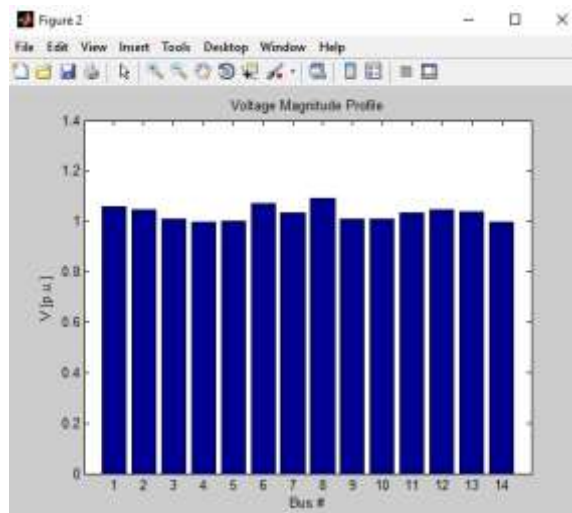 Figure 2
File Edit View Insert Tools Desktop Window Help
Voltage Magnitude Profile
1.4
1.2
1
0.8
0.6
0.4
0.2
0
V [p.u.]
1 2 3 4 5 6 7 8 9 10 11 12 13 14
Bus #